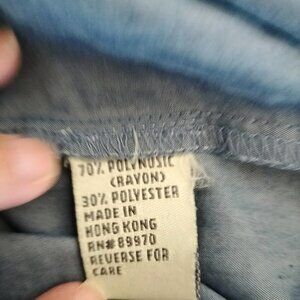 70% POLYNOSIC
(RAYON)
30% POLYESTER
MADE IN
HONG KONG
RN# 89970
REVERSE FOR
CARE